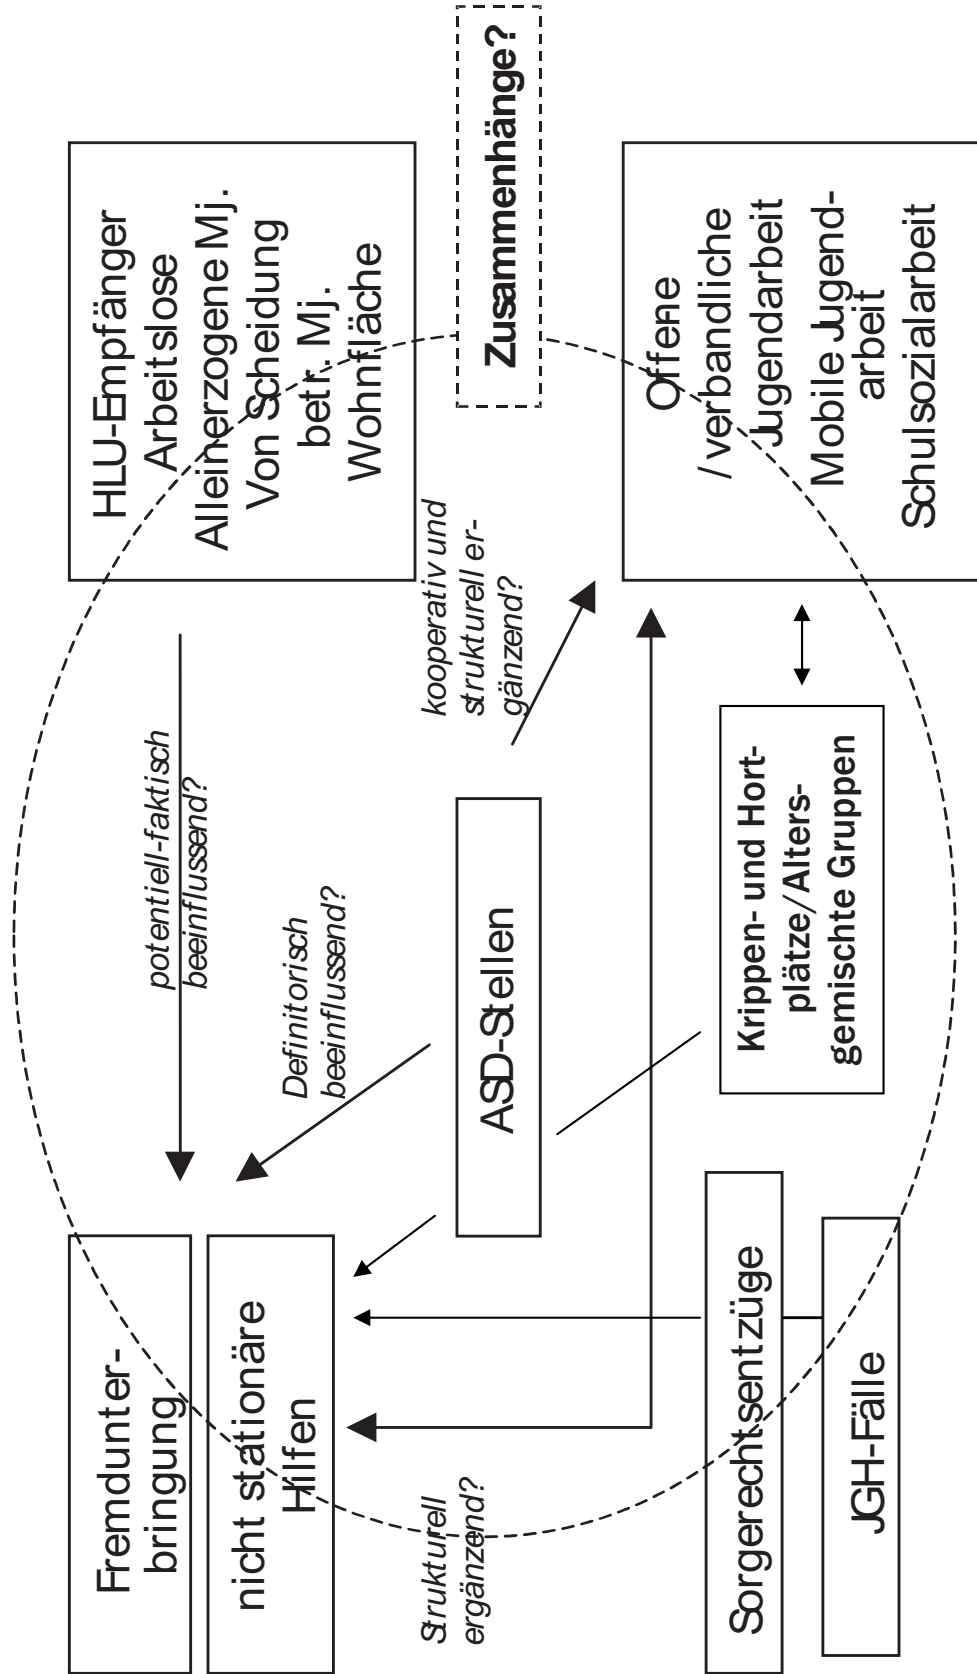 Fremdunter-
bringung
nicht stationäre
Hilfen
Strukturell
ergänzend?
Sorgerechtsentzüge
JGH-Fälle
potentiell-faktisch
beeinflussend?
Definitorisch
beeinflussend?
ASD-Stellen
Krippen- und Hort-
plätze/Alters-
gemischte Gruppen
kooperativ und
strukturell er-
gänzend?
HLU-Empfänger
Arbeitslose
Alleinerzogene Mj.
Von Scheidung
betr. Mj.
Wohnfläche
Zusammenhänge?
Offene
/verbandliche
Jugendarbeit
Mobile Jugend-
arbeit
Schulsozialarbeit